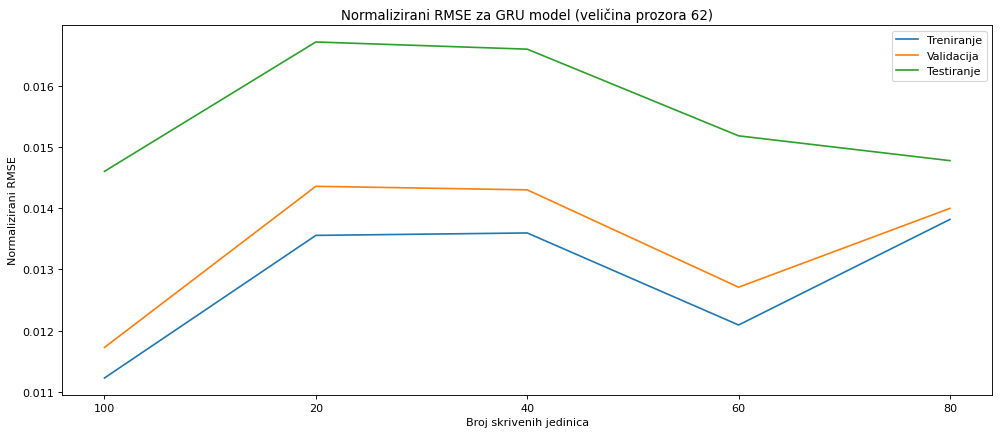 Normalizirani RMSE za GRU model (veličina prozora 62)
Treniranje
Validacija
Testiranje
Normalizirani RMSE
0.016
0.015
0.014
0.013
0.012
0.011
100
20
40
60
80
Broj skrivenih jedinica